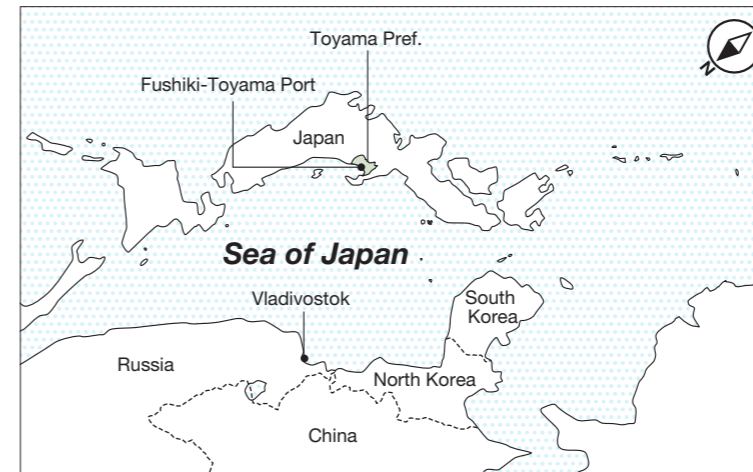 Toyama Pref.
Fushiki-Toyama Port
Japan
N
Sea of Japan
Vladivostok
South
Korea
Russia
North Korea
China